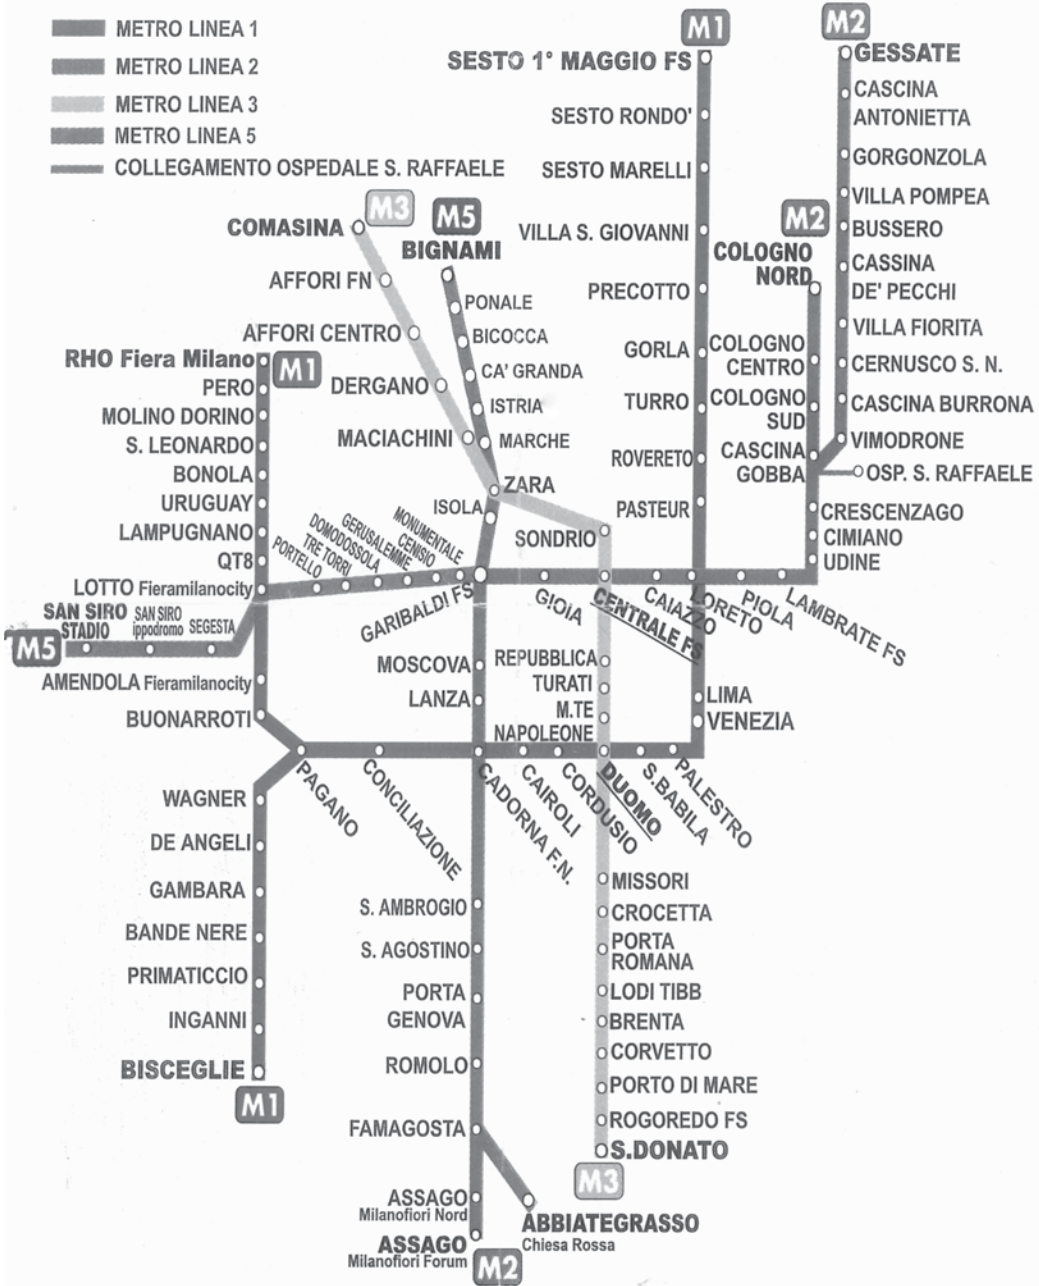 METRO LINEA 1
METRO LINEA 2
METRO LINEA 3
METRO LINEA 5
COLLEGAMENTO OSPEDALE S. RAFFAELE
M1
SESTO 1° MAGGIO FS
SESTO RONDO'
SESTO MARELLI
VILLA S. GIOVANNI
PRECOTTO
GORLA
TURRO
ROVERETO
PASTEUR
M2
GESSATE
CASCINA
ANTONIETTA
GORGONZOLA
VILLA POMPEA
BUSSERO
CASSINA
DE' PECCHI
VILLA FIORITA
CERNUSCO S. N.
CASCINA BURRONA
VIMODRONE
OSP. S. RAFFAELE
M2
COLOGNO
NORD
COLOGNO
CENTRO
COLOGNO
SUD
CASCINA
GOBBA
CRESCENZAGO
CIMIANO
UDINE
M3
COMASINA
AFFORI FN
AFFORI CENTRO
DERGANO
MACIACHINI
M5
BIGNAMI
PONALE
BICOCCA
CA' GRANDA
ISTRIA
MARCHE
ZARA
ISOLA
SONDRIO
RHO Fiera Milano
M1
PERO
MOLINO DORINO
S. LEONARDO
BONOLA
URUGUAY
LAMPUGNANO
QT8
LOTTO Fieramilanocity
PORTELLO
TRE TORRI
DOMODOSSOLA
GERUSALEMME
CENISIO
MONUMENTALE
GARIBALDI FS
GIOIA
CENTRALE FS
CAIAZZO
LORETO
PIOLA
LAMBRATE FS
SAN SIRO
STADIO
SAN SIRO
ippodromo
SEGESTA
M5
AMENDOLA Fieramilanocity
BUONARROTI
MOSCOVA
LANZA
REPUBBLICA
TURATI
M.TE
NAPOLEONE
LIMA
VENEZIA
PAGANO
CONCILIAZIONE
CADORNA F.N.
CAIROLI
CORDUSIO
DUOMO
S.BABILA
PALESTRO
WAGNER
DE ANGELI
GAMBARA
BANDE NERE
PRIMATICCIO
INGANNI
BISCEGLIE
M1
S. AMBROGIO
S. AGOSTINO
PORTA
GENOVA
ROMOLO
FAMAGOSTA
ASSAGO
Milanofiori Nord
ASSAGO
Milanofiori Forum
M2
ABBIATEGRASSO
Chiesa Rossa
MISSORI
CROCETTA
PORTA
ROMANA
LODI TIBB
BRENTA
CORVETTO
PORTO DI MARE
ROGOREDO FS
S.DONATO
M3